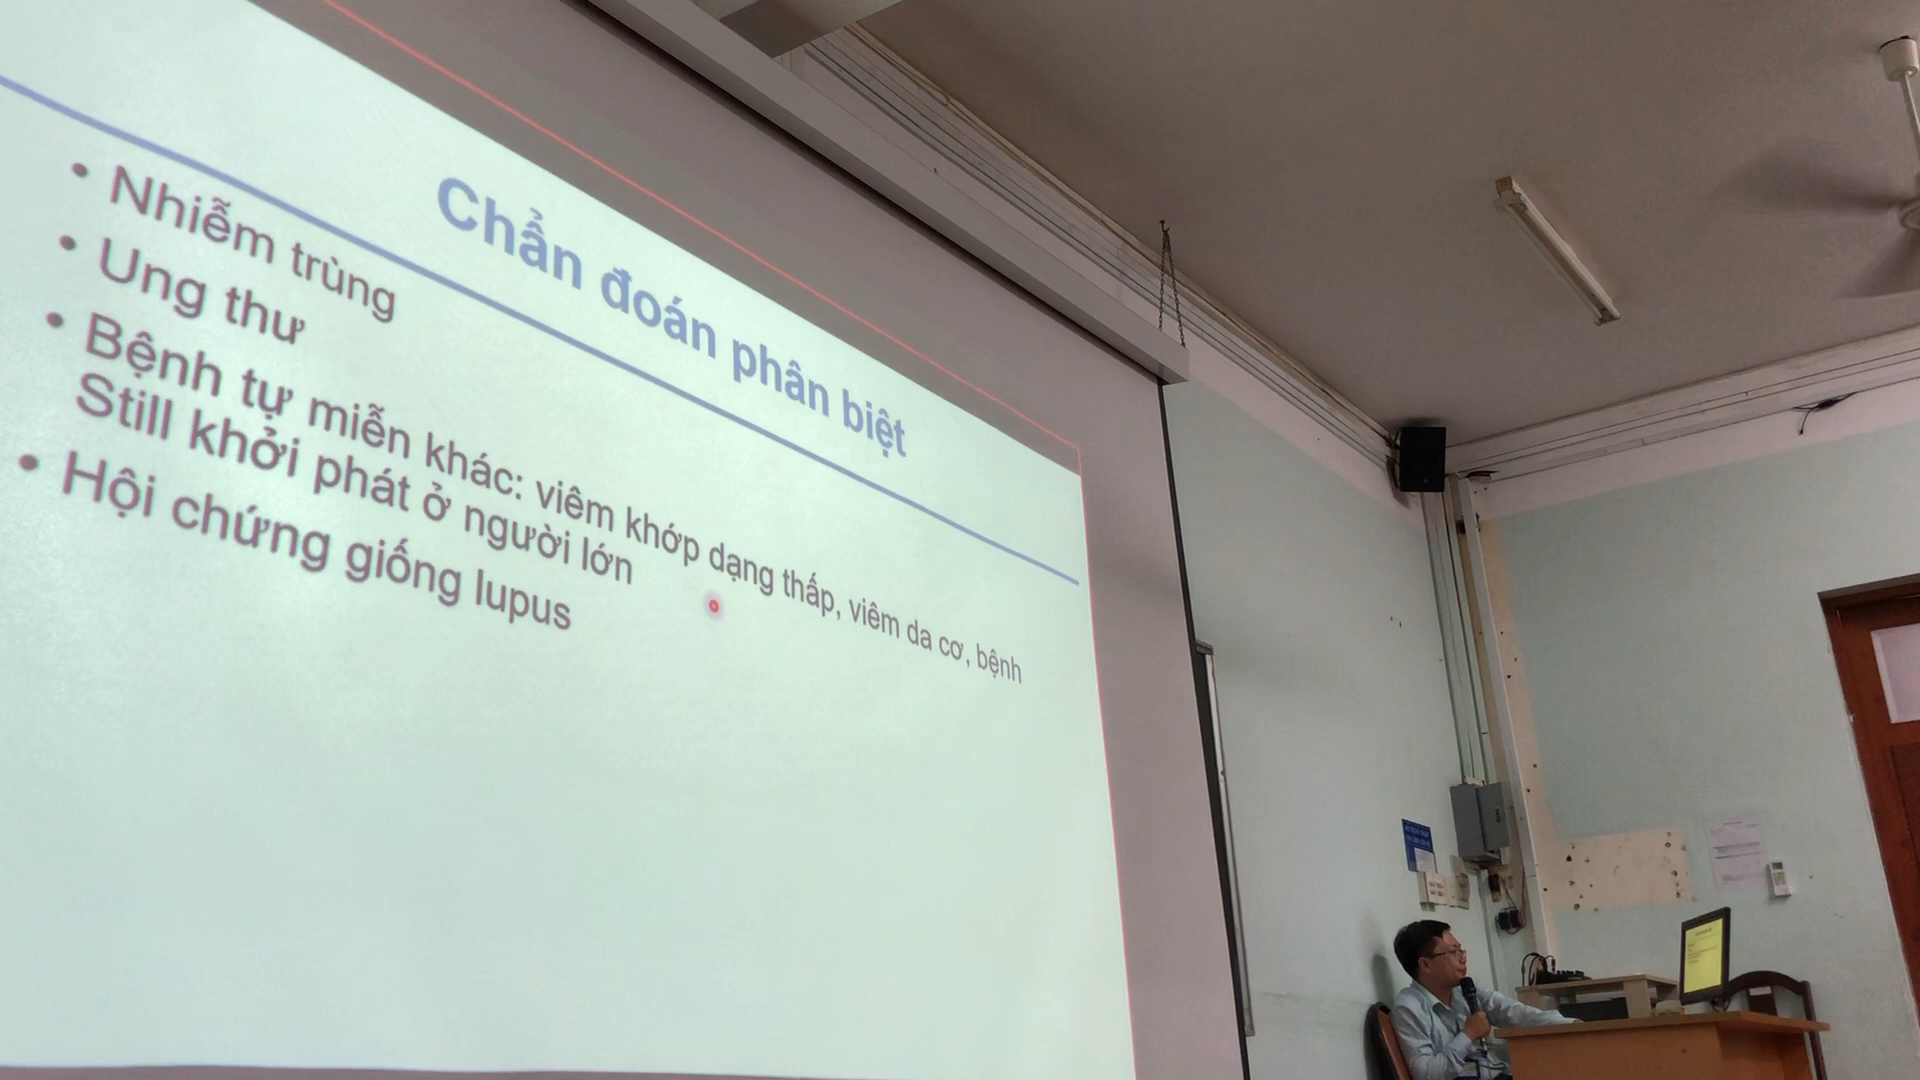 Chẩn đoán phân biệt
• Nhiễm trùng
• Ung thư
• Bệnh tự miễn khác: viêm khớp dạng thấp, viêm da cơ, bệnh
Still khởi phát ở người lớn
• Hội chứng giống lupus